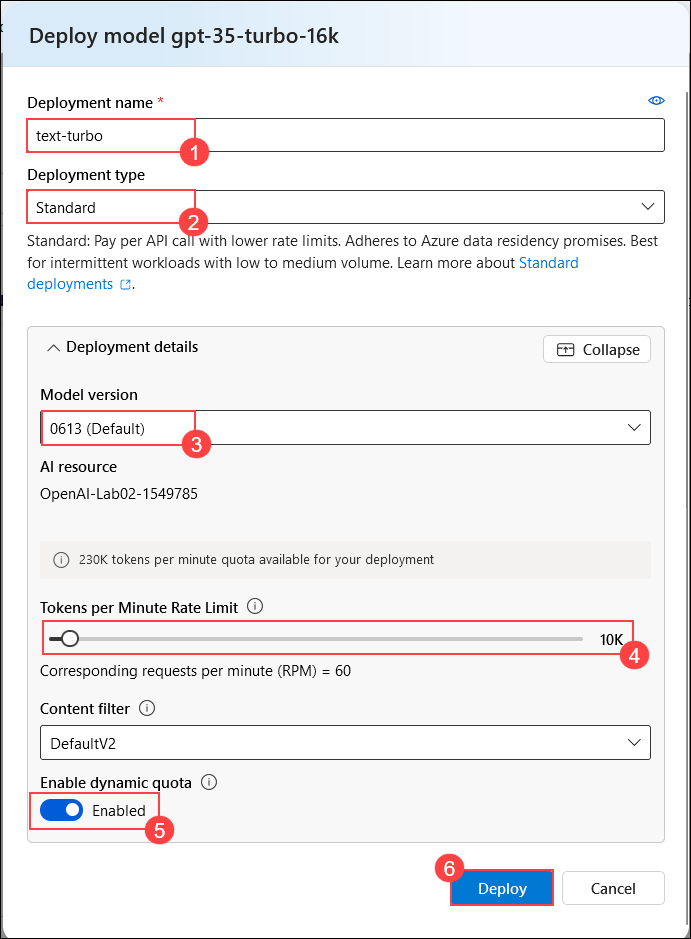 Deploy model gpt-35-turbo-16k
Deployment name *
text-turbo
1
Deployment type
Standard
2
Standard: Pay per API call with lower rate limits. Adheres to Azure data residency promises. Best
for intermittent workloads with low to medium volume. Learn more about Standard
deployments.
Deployment details
Collapse
Model version
0613 (Default)
3
AI resource
OpenAI-Lab02-1549785
230K tokens per minute quota available for your deployment
Tokens per Minute Rate Limit
10K
4
Corresponding requests per minute (RPM) = 60
Content filter
DefaultV2
Enable dynamic quota
Enabled
5
6
Deploy
Cancel